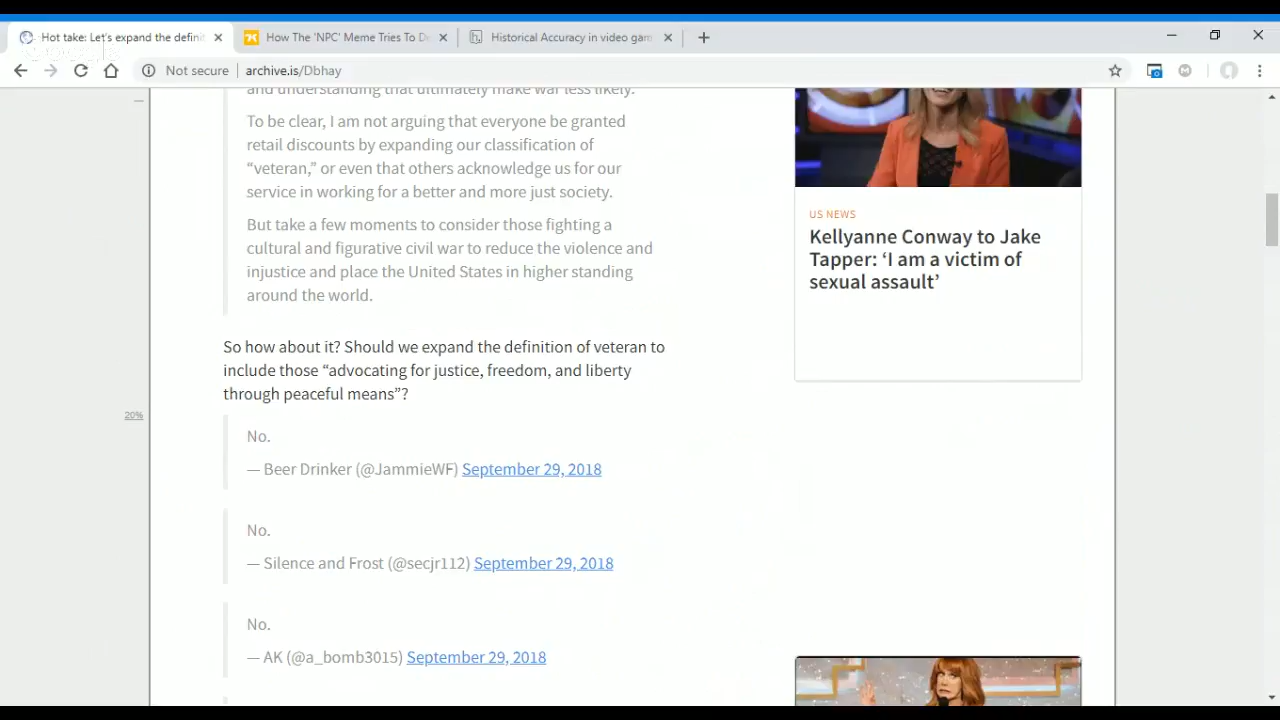 Hot take: Let's expand the defini
How The 'NPC' Meme Tries To D
Historical Accuracy in video gam
Not secure
archive.is/Dbhay
and understanding that ultimately make war less likely.
To be clear, I am not arguing that everyone be granted
retail discounts by expanding our classification of
“veteran,” or even that others acknowledge us for our
service in working for a better and more just society.
But take a few moments to consider those fighting a
cultural and figurative civil war to reduce the violence and
injustice and place the United States in higher standing
around the world.
So how about it? Should we expand the definition of veteran to
include those “advocating for justice, freedom, and liberty
through peaceful means”?
20%
No.
— Beer Drinker (@JammieWF) September 29, 2018
No.
— Silence and Frost (@secjr112) September 29, 2018
No.
— AK (@a_bomb3015) September 29, 2018
US NEWS
Kellyanne Conway to Jake
Tapper: ‘I am a victim of
sexual assault’